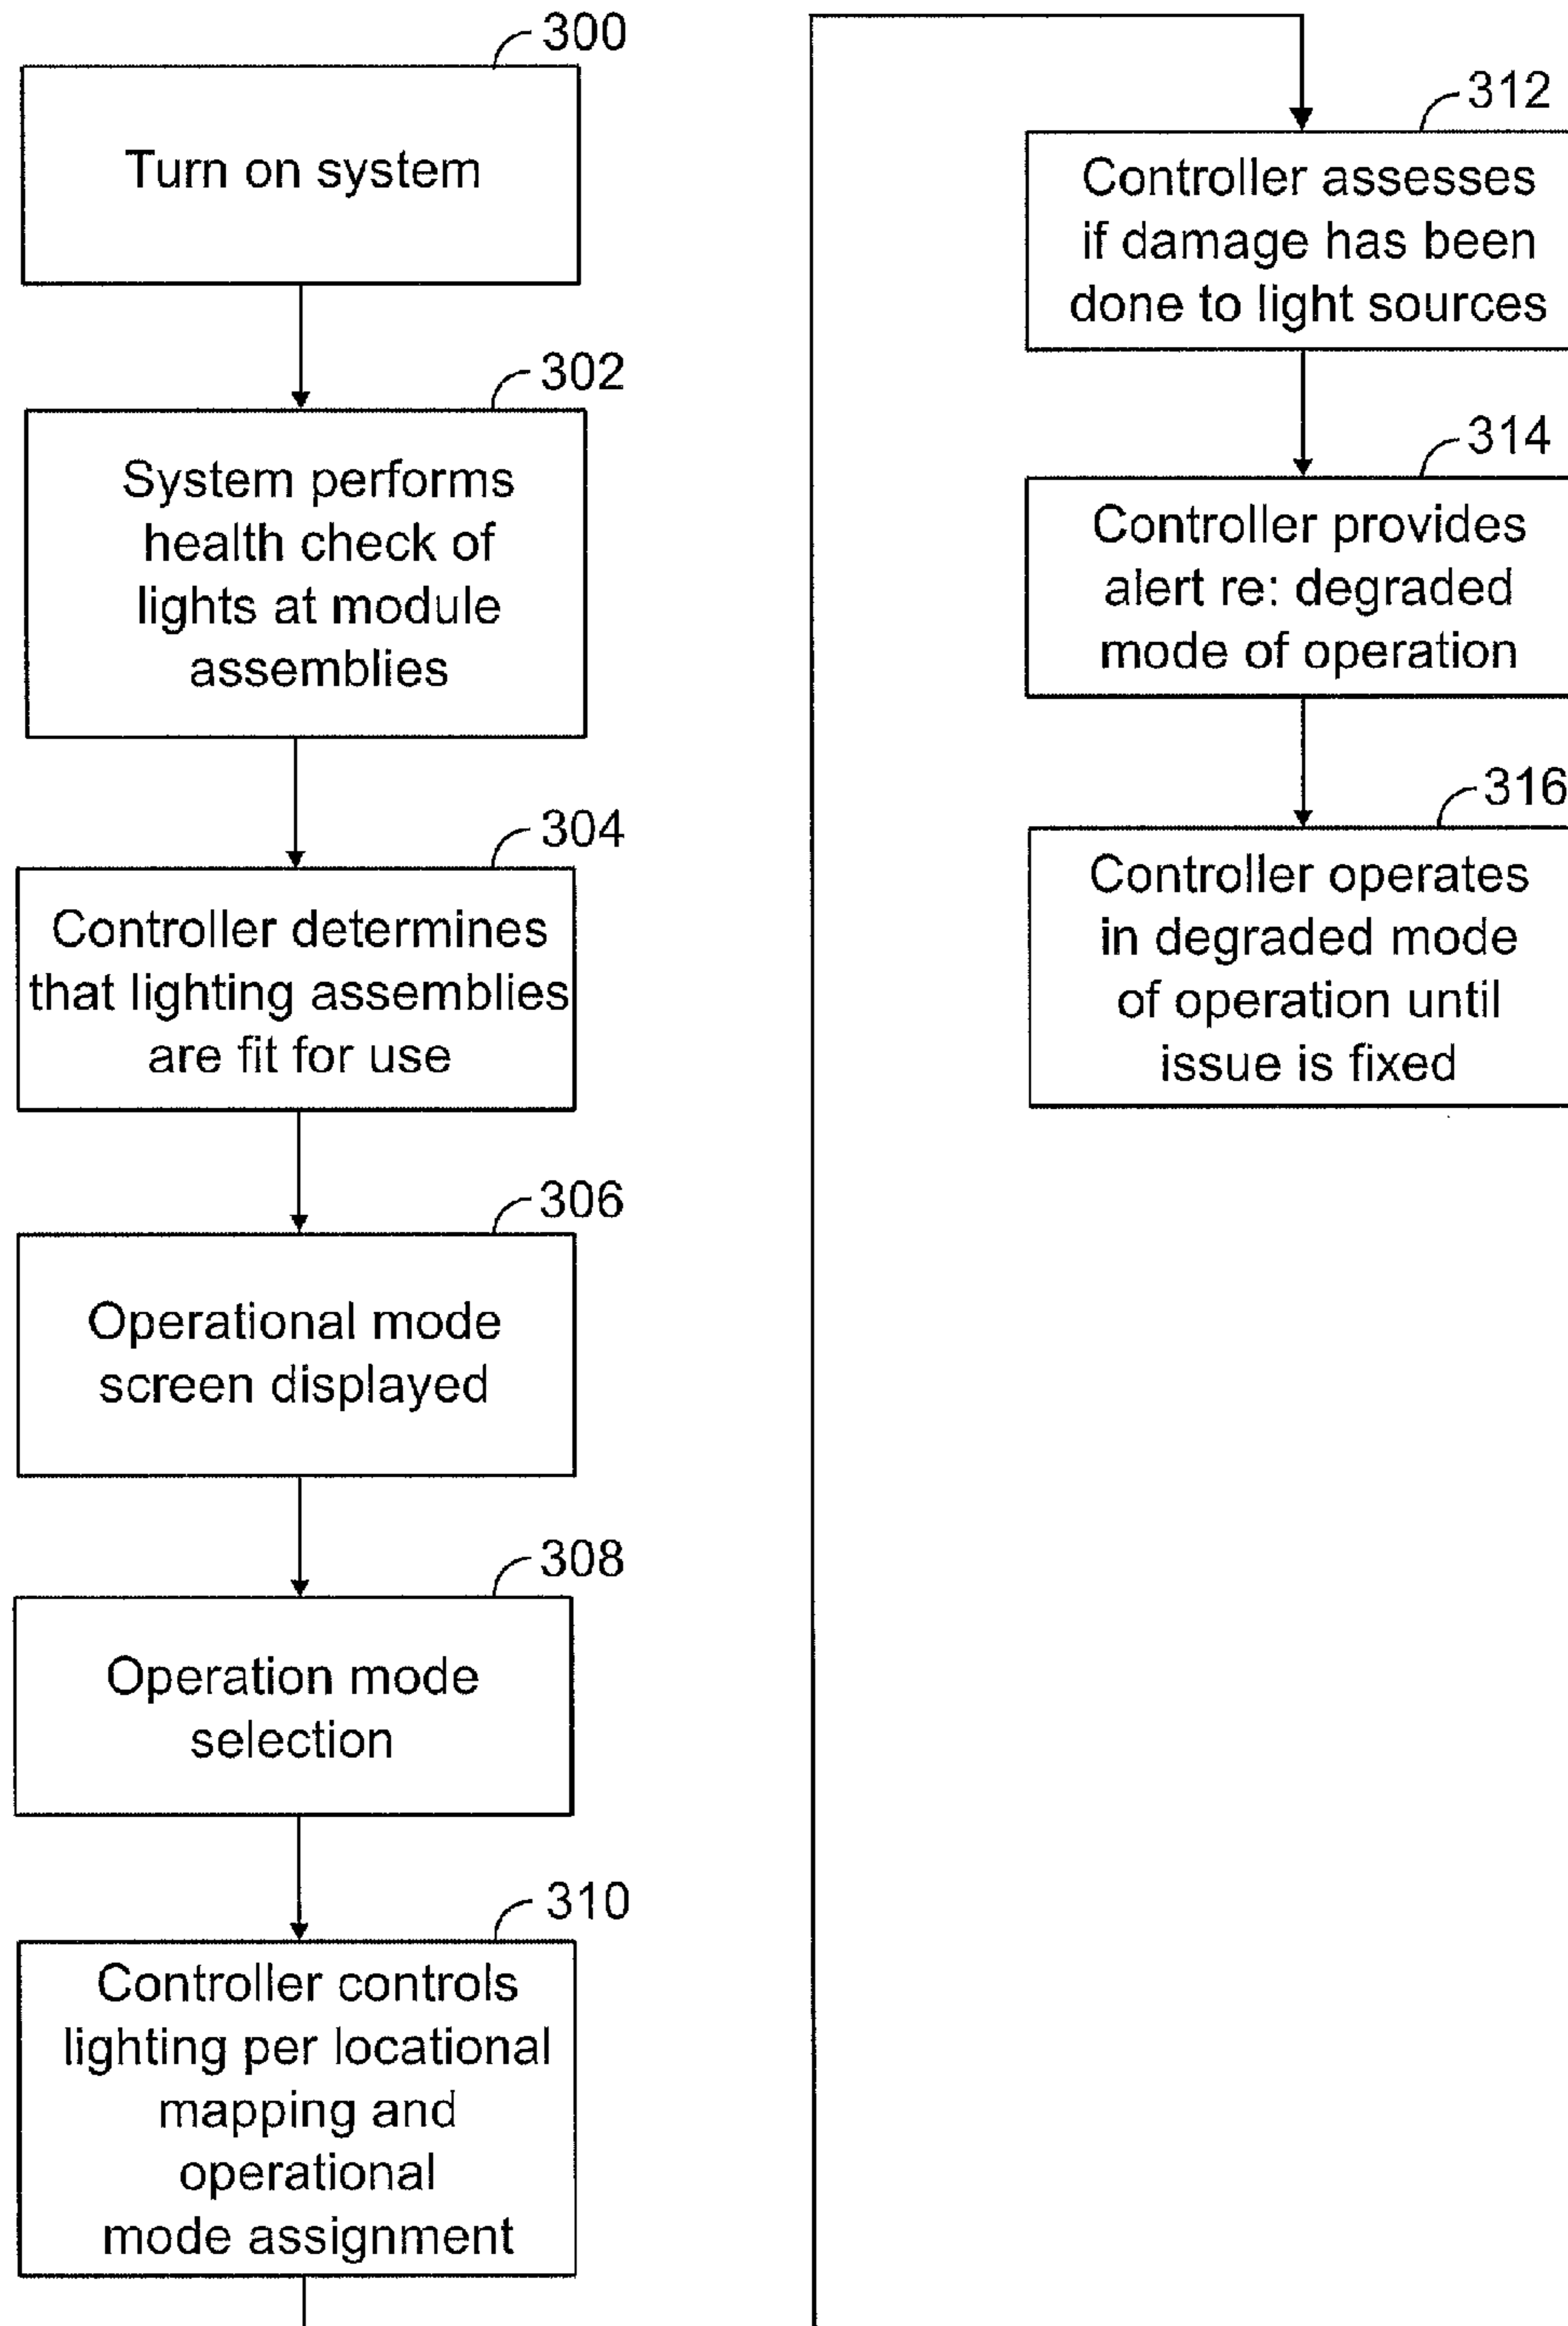 300
Turn on system
302
System performs
health check of
lights at module
assemblies
304
Controller determines
that lighting assemblies
are fit for use
306
Operational mode
screen displayed
308
Operation mode
selection
310
Controller controls
lighting per locational
mapping and
operational
mode assignment
312
Controller assesses
if damage has been
done to light sources
314
Controller provides
alert re: degraded
mode of operation
316
Controller operates
in degraded mode
of operation until
issue is fixed